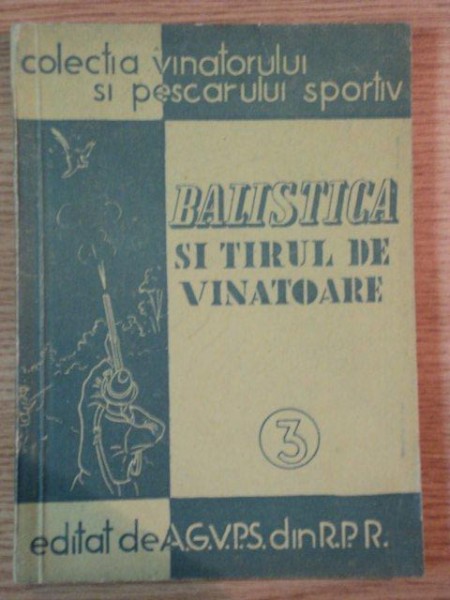 colectia vinatorului
si pescarului sportiv
BALISTICA
SI TIRUL DE
VINATOARE
3
editat de A.G.V.P.S. din R.P.R.